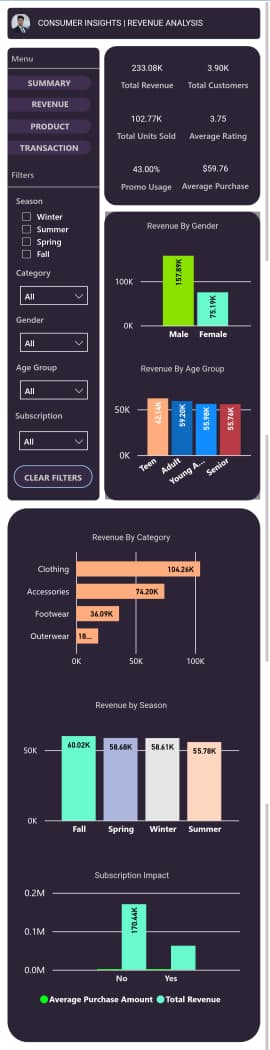 CONSUMER INSIGHTS | REVENUE ANALYSIS
Menu
SUMMARY
REVENUE
PRODUCT
TRANSACTION
Filters
Season
Winter
Summer
Spring
Fall
Category
All
Gender
All
Age Group
All
Subscription
All
CLEAR FILTERS
233.08K
Total Revenue
3.90K
Total Customers
102.77K
Total Units Sold
3.75
Average Rating
43.00%
Promo Usage
$59.76
Average Purchase
Revenue By Gender
100K
0K
157.89K
75.19K
Male
Female
Revenue By Age Group
50K
0K
62.14K
59.20K
55.98K
55.76K
Teen
Adult
Young A...
Senior
Revenue By Category
Clothing
104.26K
Accessories
74.20K
Footwear
36.09K
Outerwear
18...
0K
50K
100K
Revenue by Season
50K
0K
60.02K
58.68K
58.61K
55.78K
Fall
Spring
Winter
Summer
Subscription Impact
0.2M
0.1M
0.0M
170.44K
No
Yes
Average Purchase Amount
Total Revenue